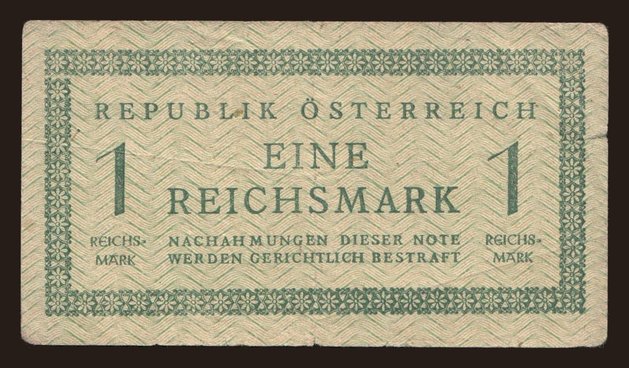 REPUBLIK ÖSTERREICH
1 EINE 1
REICHSMARK
REICHS- NACHAHMUNGEN DIESER NOTE REICHS-
MARK WERDEN GERICHTLICH BESTRAFT MARK